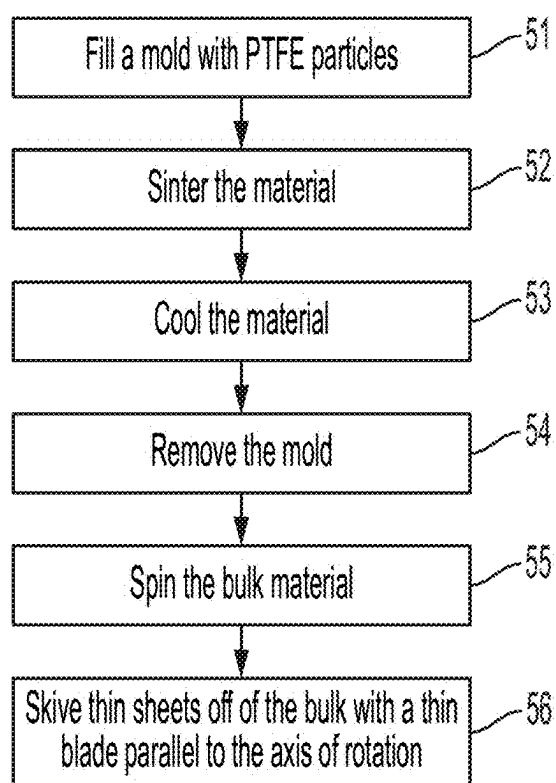 Fill a mold with PTFE particles
51
Sinter the material
52
Cool the material
53
Remove the mold
54
Spin the bulk material
55
Skive thin sheets off of the bulk with a thin
blade parallel to the axis of rotation
56